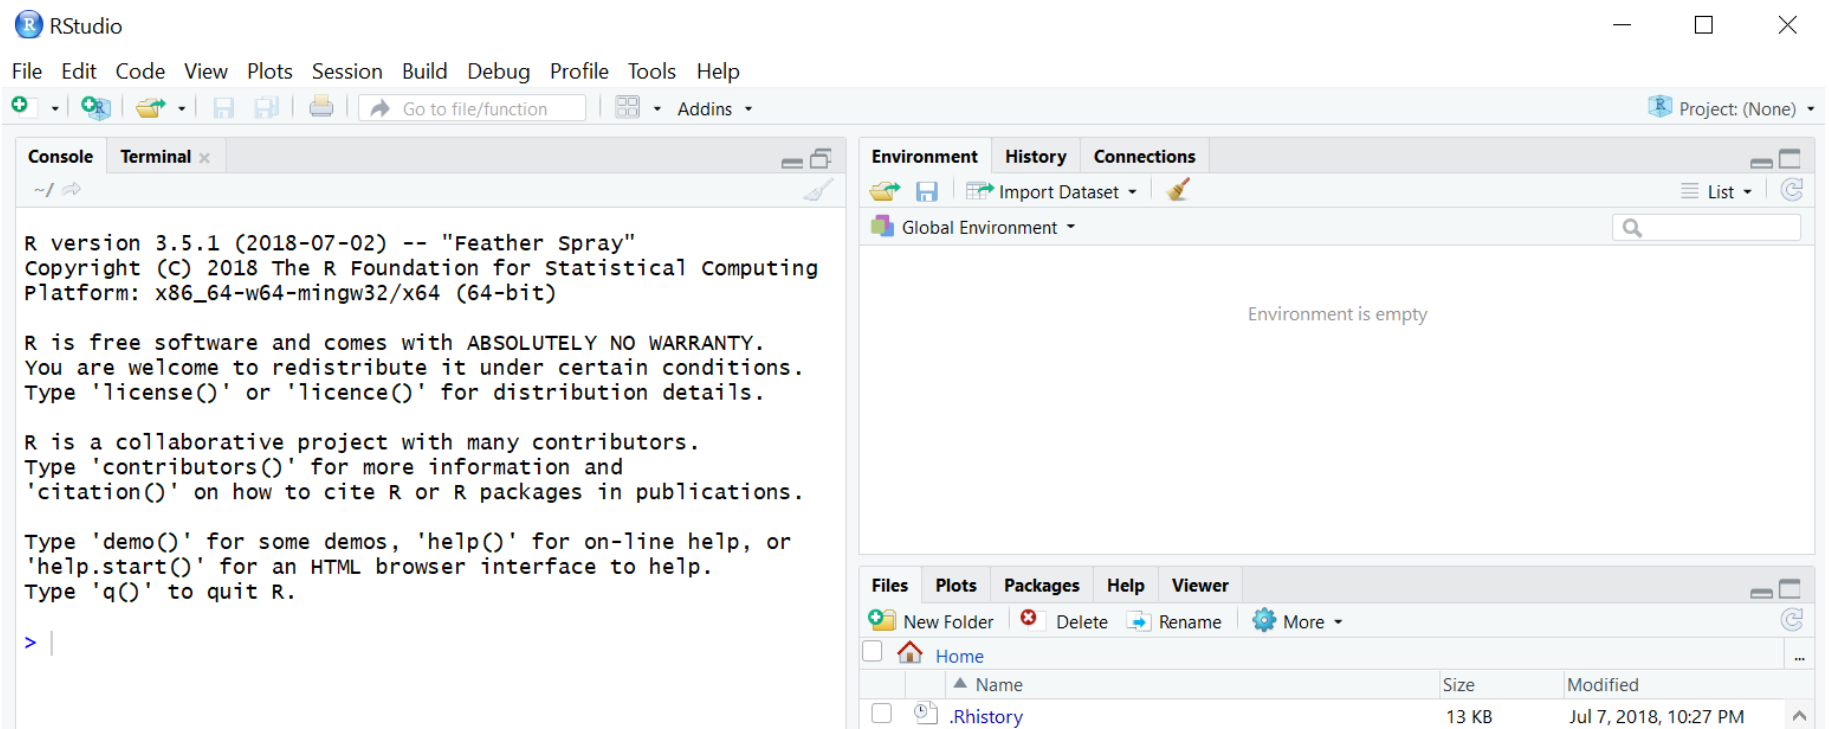 RStudio
File Edit Code View Plots Session Build Debug Profile Tools Help
Go to file/function Addins Project: (None)
Console Terminal
~/
R version 3.5.1 (2018-07-02) -- "Feather Spray"
Copyright (C) 2018 The R Foundation for Statistical Computing
Platform: x86_64-w64-mingw32/x64 (64-bit)
R is free software and comes with ABSOLUTELY NO WARRANTY.
You are welcome to redistribute it under certain conditions.
Type 'license()' or 'licence()' for distribution details.
R is a collaborative project with many contributors.
Type 'contributors()' for more information and
'citation()' on how to cite R or R packages in publications.
Type 'demo()' for some demos, 'help()' for on-line help, or
'help.start()' for an HTML browser interface to help.
Type 'q()' to quit R.
>
Environment History Connections
Import Dataset List
Global Environment
Environment is empty
Files Plots Packages Help Viewer
New Folder Delete Rename More
Home ...
Name Size Modified
.Rhistory 13 KB Jul 7, 2018, 10:27 PM